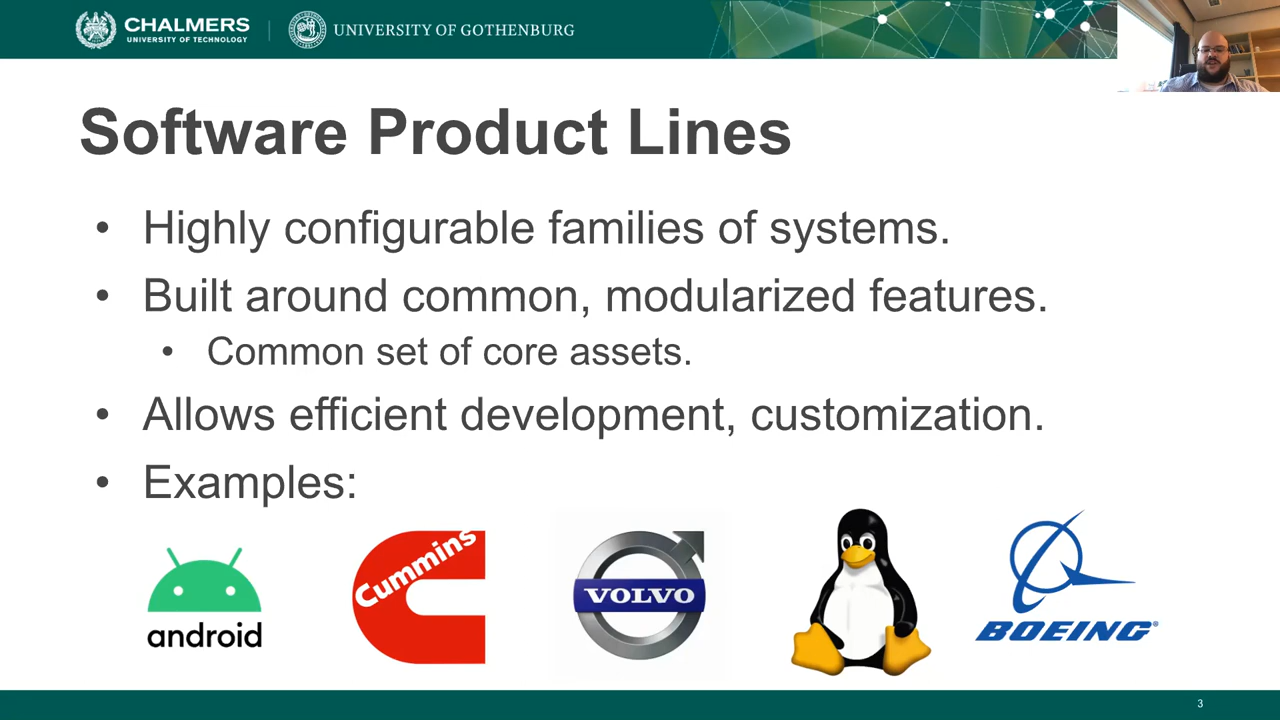 CHALMERS
UNIVERSITY OF TECHNOLOGY
UNIVERSITY OF GOTHENBURG
Software Product Lines
• Highly configurable families of systems.
• Built around common, modularized features.
• Common set of core assets.
• Allows efficient development, customization.
• Examples:
android
Cummins
VOLVO
BOEING®
3